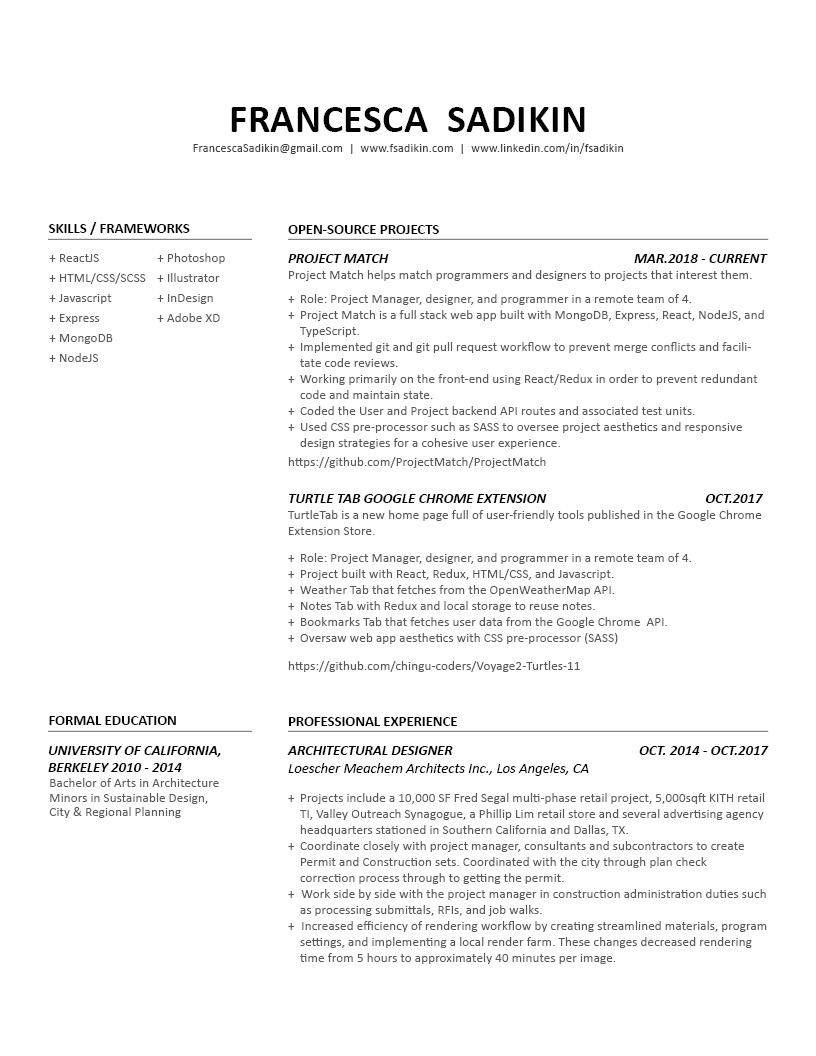 FRANCESCA SADIKIN
FrancescaSadikin@gmail.com | www.fsadikin.com | www.linkedin.com/in/fsadikin
SKILLS / FRAMEWORKS
+ ReactJS
+ HTML/CSS/SCSS
+ Javascript
+ Express
+ MongoDB
+ NodeJS
+ Photoshop
+ Illustrator
+ InDesign
+ Adobe XD
OPEN-SOURCE PROJECTS
PROJECT MATCH MAR.2018 - CURRENT
Project Match helps match programmers and designers to projects that interest them.
+ Role: Project Manager, designer, and programmer in a remote team of 4.
+ Project Match is a full stack web app built with MongoDB, Express, React, NodeJS, and
TypeScript.
+ Implemented git and git pull request workflow to prevent merge conflicts and facili-
tate code reviews.
+ Working primarily on the front-end using React/Redux in order to prevent redundant
code and maintain state.
+ Coded the User and Project backend API routes and associated test units.
+ Used CSS pre-processor such as SASS to oversee project aesthetics and responsive
design strategies for a cohesive user experience.
https://github.com/ProjectMatch/ProjectMatch
TURTLE TAB GOOGLE CHROME EXTENSION OCT.2017
TurtleTab is a new home page full of user-friendly tools published in the Google Chrome
Extension Store.
+ Role: Project Manager, designer, and programmer in a remote team of 4.
+ Project built with React, Redux, HTML/CSS, and Javascript.
+ Weather Tab that fetches from the OpenWeatherMap API.
+ Notes Tab with Redux and local storage to reuse notes.
+ Bookmarks Tab that fetches user data from the Google Chrome API.
+ Oversaw web app aesthetics with CSS pre-processor (SASS)
https://github.com/chingu-coders/Voyage2-Turtles-11
FORMAL EDUCATION
UNIVERSITY OF CALIFORNIA,
BERKELEY 2010 - 2014
Bachelor of Arts in Architecture
Minors in Sustainable Design,
City & Regional Planning
PROFESSIONAL EXPERIENCE
ARCHITECTURAL DESIGNER OCT. 2014 - OCT.2017
Loescher Meachem Architects Inc., Los Angeles, CA
+ Projects include a 10,000 SF Fred Segal multi-phase retail project, 5,000sqft KITH retail
TI, Valley Outreach Synagogue, a Phillip Lim retail store and several advertising agency
headquarters stationed in Southern California and Dallas, TX.
+ Coordinate closely with project manager, consultants and subcontractors to create
Permit and Construction sets. Coordinated with the city through plan check
correction process through to getting the permit.
+ Work side by side with the project manager in construction administration duties such
as processing submittals, RFIs, and job walks.
+ Increased efficiency of rendering workflow by creating streamlined materials, program
settings, and implementing a local render farm. These changes decreased rendering
time from 5 hours to approximately 40 minutes per image.